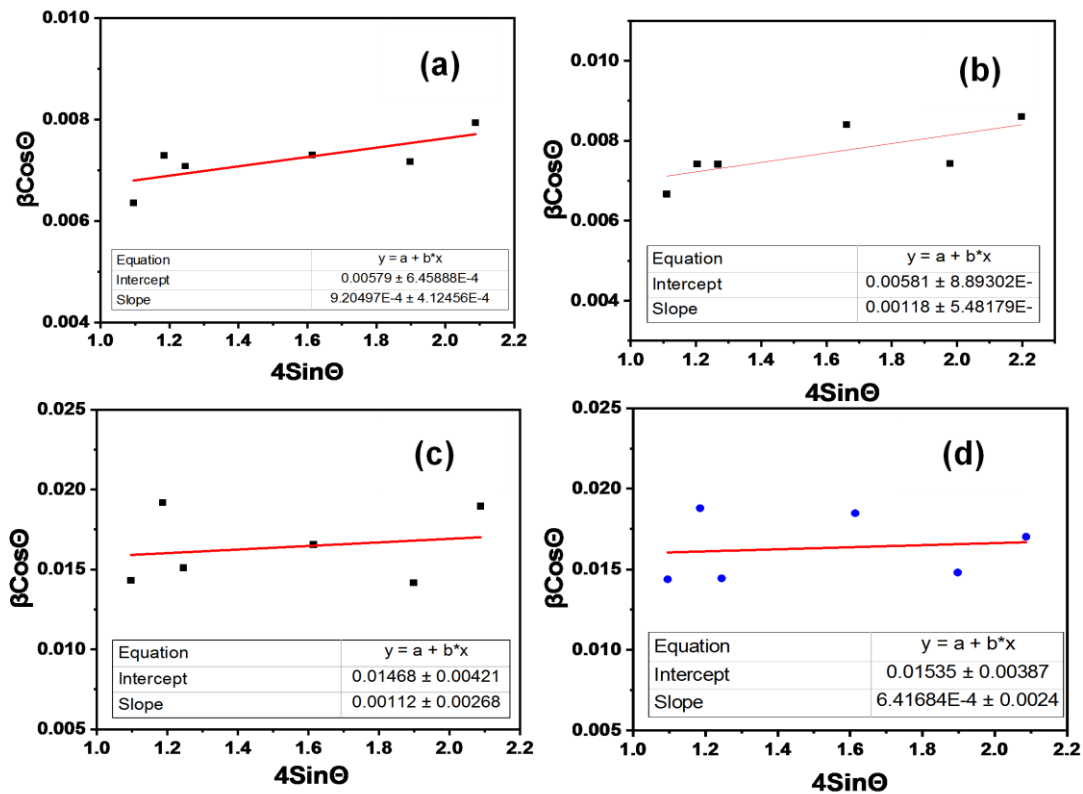 (a)
0.010
0.008
0.006
0.004
βCosΘ
Equation y = a + b*x
Intercept 0.00579 ± 6.45888E-4
Slope 9.20497E-4 ± 4.12456E-4
1.0 1.2 1.4 1.6 1.8 2.0 2.2
4SinΘ
(b)
0.010
0.008
0.006
0.004
βCosΘ
Equation y = a + b*x
Intercept 0.00581 ± 8.89302E-
Slope 0.00118 ± 5.48179E-
1.0 1.2 1.4 1.6 1.8 2.0 2.2
4SinΘ
(c)
0.025
0.020
0.015
0.010
0.005
βCosΘ
Equation y = a + b*x
Intercept 0.01468 ± 0.00421
Slope 0.00112 ± 0.00268
1.0 1.2 1.4 1.6 1.8 2.0 2.2
4SinΘ
(d)
0.025
0.020
0.015
0.010
0.005
βCosΘ
Equation y = a + b*x
Intercept 0.01535 ± 0.00387
Slope 6.41684E-4 ± 0.0024
1.0 1.2 1.4 1.6 1.8 2.0 2.2
4SinΘ